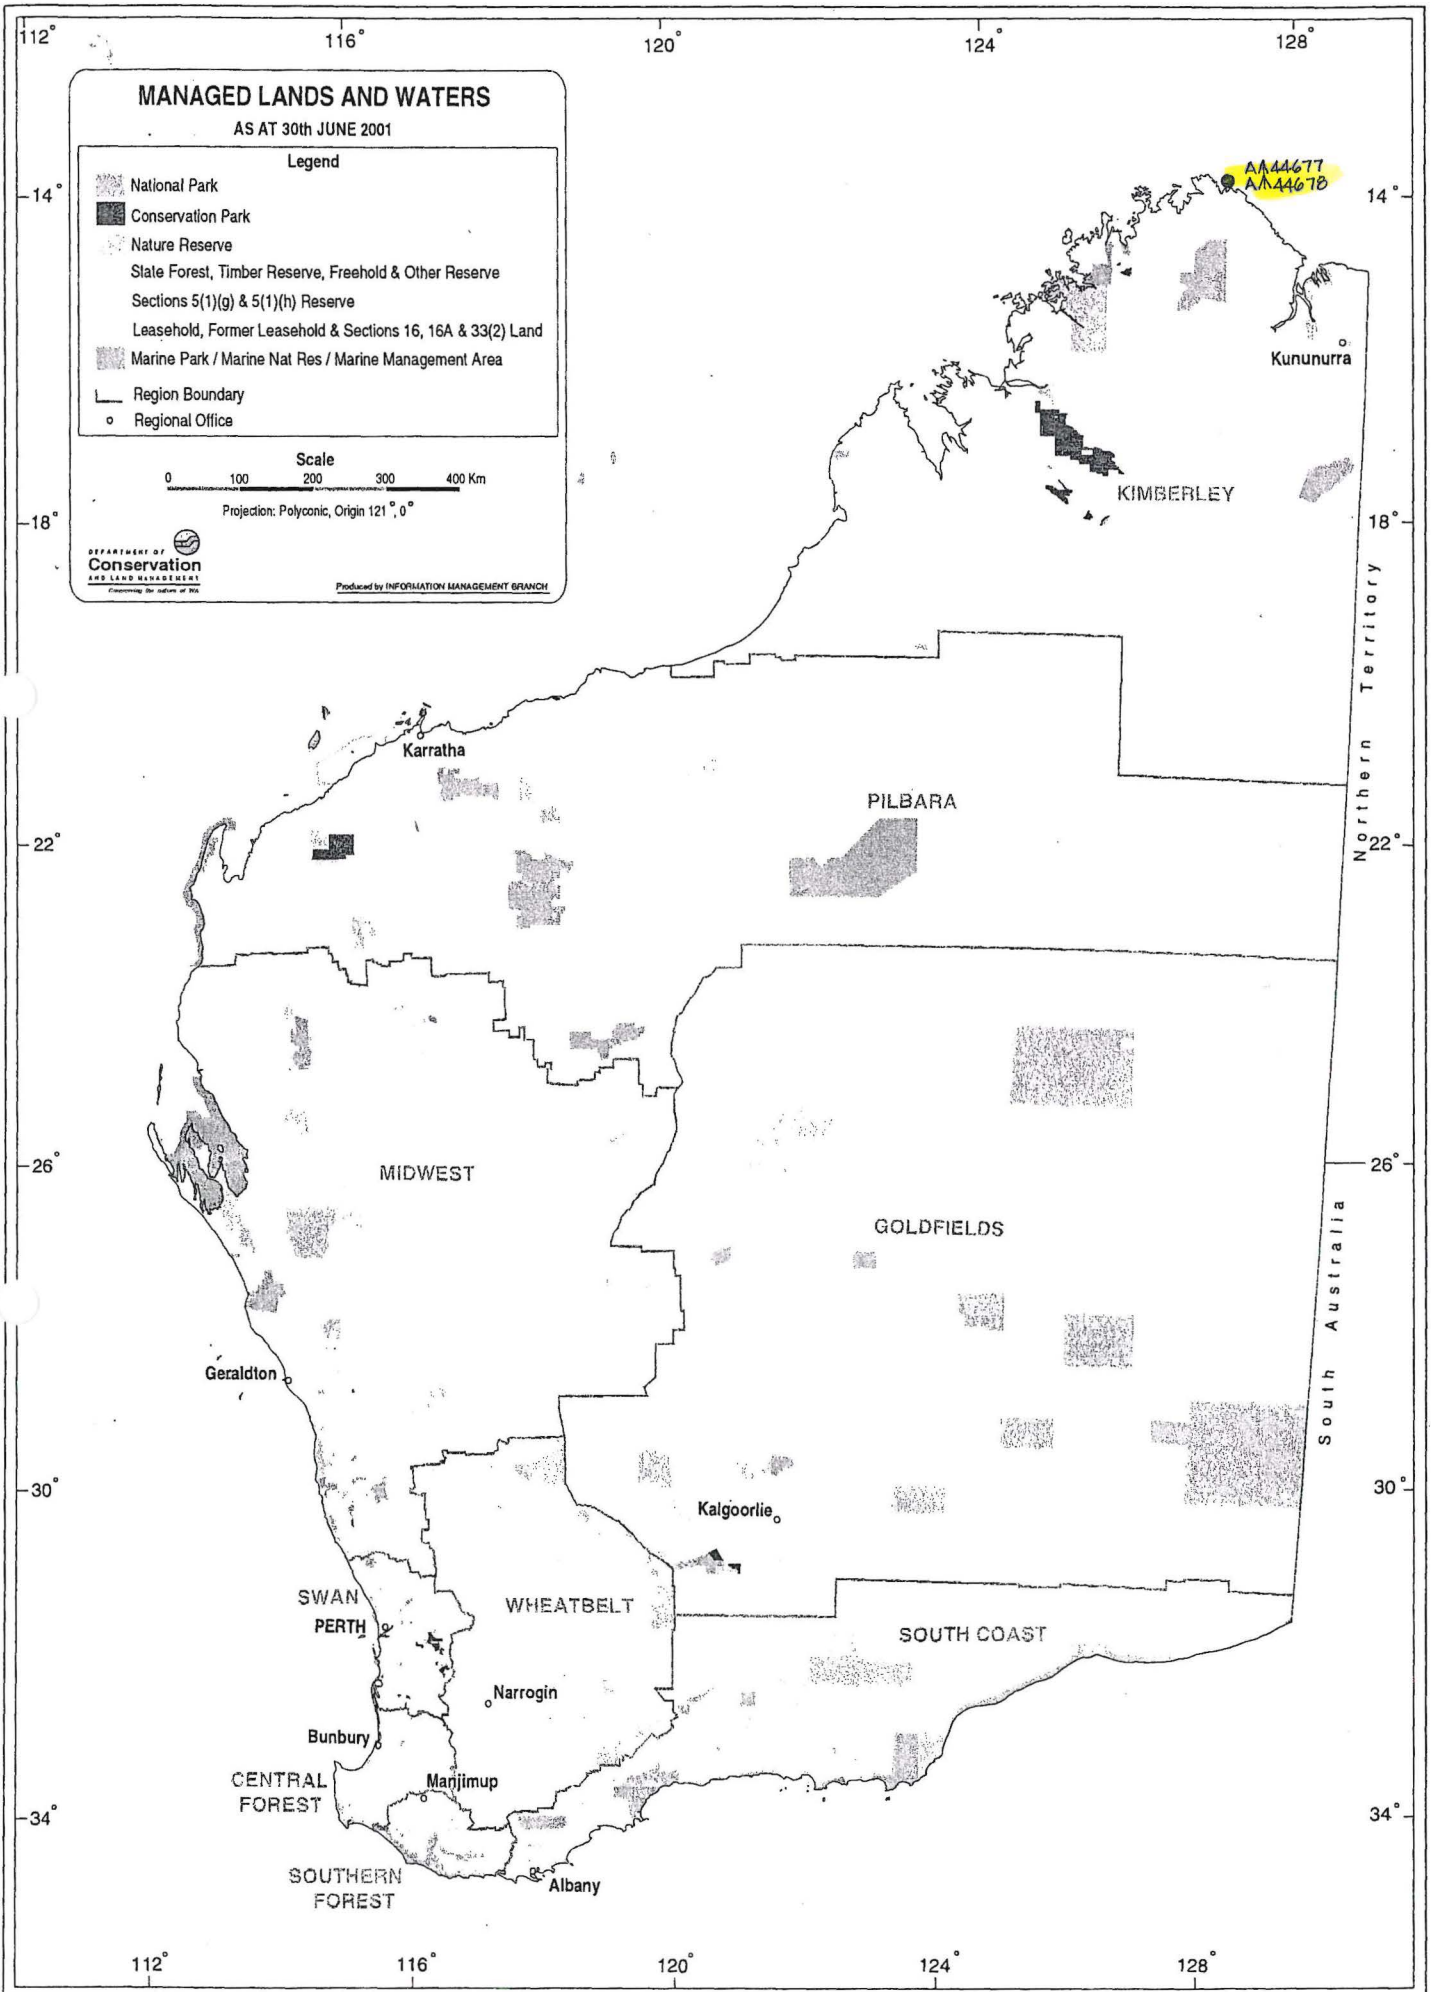 112°
116°
120°
124°
128°
MANAGED LANDS AND WATERS
AS AT 30th JUNE 2001
Legend
National Park
Conservation Park
Nature Reserve
State Forest, Timber Reserve, Freehold & Other Reserve
Sections 5(1)(g) & 5(1)(h) Reserve
Leasehold, Former Leasehold & Sections 16, 16A & 33(2) Land
Marine Park / Marine Nat Res / Marine Management Area
Region Boundary
Regional Office
Scale
0 100 200 300 400 Km
Projection: Polyconic, Origin 121°, 0°
DEPARTMENT OF
Conservation
AND LAND MANAGEMENT
Conserving the nature of WA
Produced by INFORMATION MANAGEMENT BRANCH
AA44677
AA44678
14°
14°
Kununurra
KIMBERLEY
18°
18°
Northern Territory
Karratha
PILBARA
22°
22°
MIDWEST
26°
26°
GOLDFIELDS
South Australia
Geraldton
30°
30°
Kalgoorlie
SWAN
PERTH
WHEATBELT
SOUTH COAST
Narrogin
Bunbury
CENTRAL
FOREST
Manjimup
34°
34°
SOUTHERN
FOREST
Albany
112°
116°
120°
124°
128°